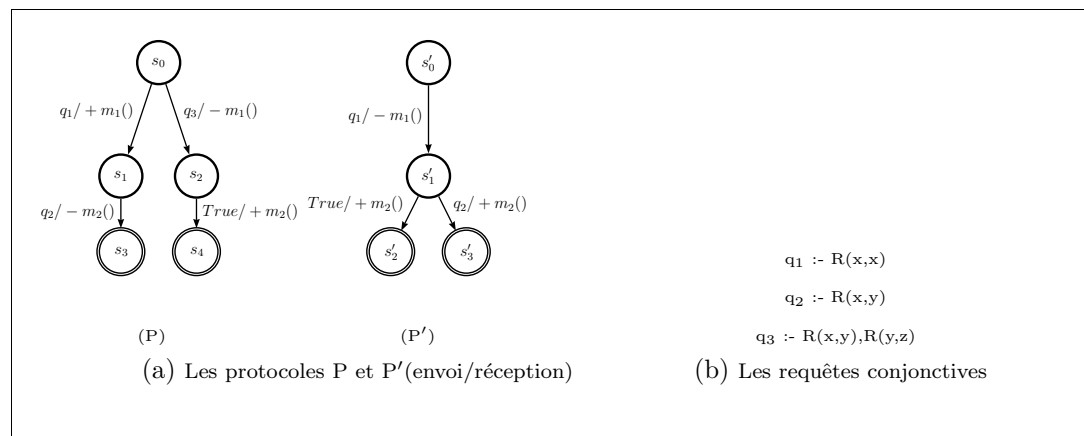 s₀ s′₀
q₁/ + m₁() q₃/ − m₁() q₁/ − m₁()
s₁ s₂ s′₁
q₂/ − m₂() True/ + m₂() True/ + m₂() q₂/ + m₂()
s₃ s₄ s′₂ s′₃
q₁ :- R(x,x)
q₂ :- R(x,y)
(P) (P′) q₃ :- R(x,y),R(y,z)
(a) Les protocoles P et P′(envoi/réception) (b) Les requêtes conjonctives